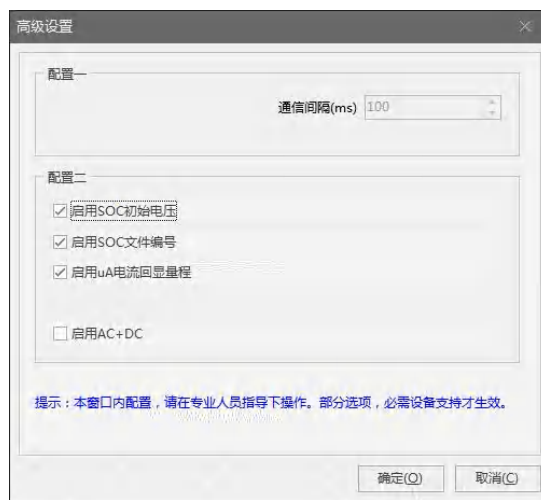 高级设置
配置一
通信间隔(ms) 100
配置二
启用SOC初始电压
启用SOC文件编号
启用uA电流回显量程
启用AC+DC
提示：本窗口内配置，请在专业人员指导下操作。部分选项，必需设备支持才生效。
确定(O) 取消(C)